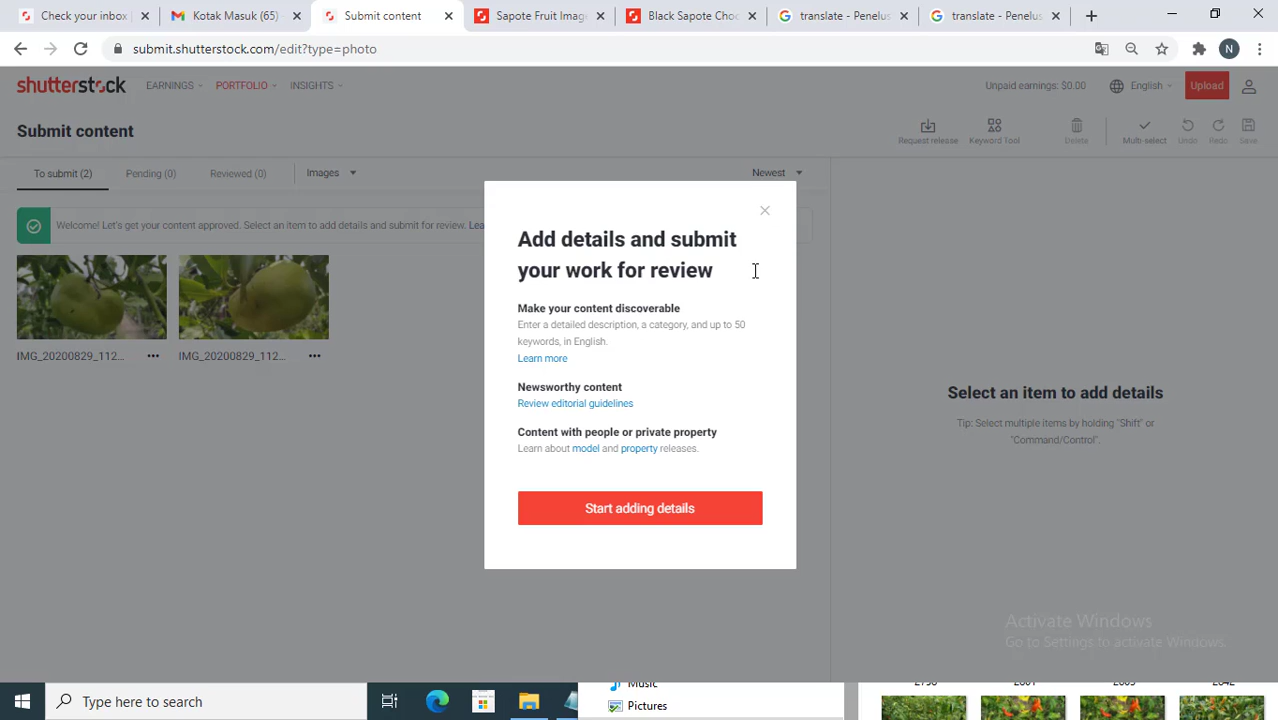 Check your inbox
Kotak Masuk (65)
Submit content
Sapote Fruit Imag
Black Sapote Choc
translate - Penelus
translate - Penelus
submit.shutterstock.com/edit?type=photo
N
shutterstock
EARNINGS
PORTFOLIO
INSIGHTS
Unpaid earnings: $0.00
English
Upload
Submit content
Request release
Keyword Tool
Delete
Multi-select
Undo
Redo
Save
To submit (2)
Pending (0)
Reviewed (0)
Images
Newest
Welcome! Let's get your content approved. Select an item to add details and submit for review. Lea
IMG_20200829_112...
IMG_20200829_112...
Add details and submit
your work for review
Make your content discoverable
Enter a detailed description, a category, and up to 50
keywords, in English.
Learn more
Newsworthy content
Review editorial guidelines
Content with people or private property
Learn about model and property releases.
Start adding details
Select an item to add details
Tip: Select multiple items by holding "Shift" or
"Command/Control".
Activate Windows
Go to Settings to activate Windows.
Type here to search
Music
Pictures